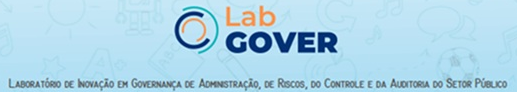 Lab
GOVER
Laboratório de Inovação em Governança de Administração, de Riscos, do Controle e da Auditoria do Setor Público